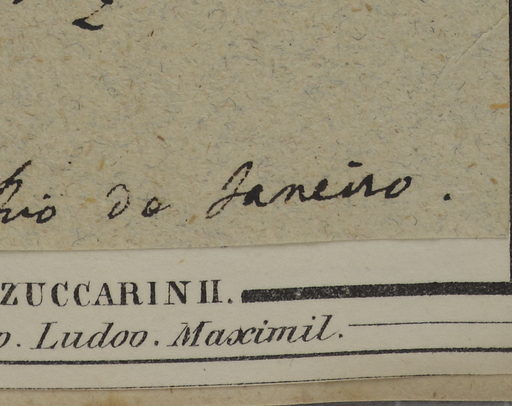 Rio de Janeiro.
ZUCCARINII.
. Ludov. Maximil.